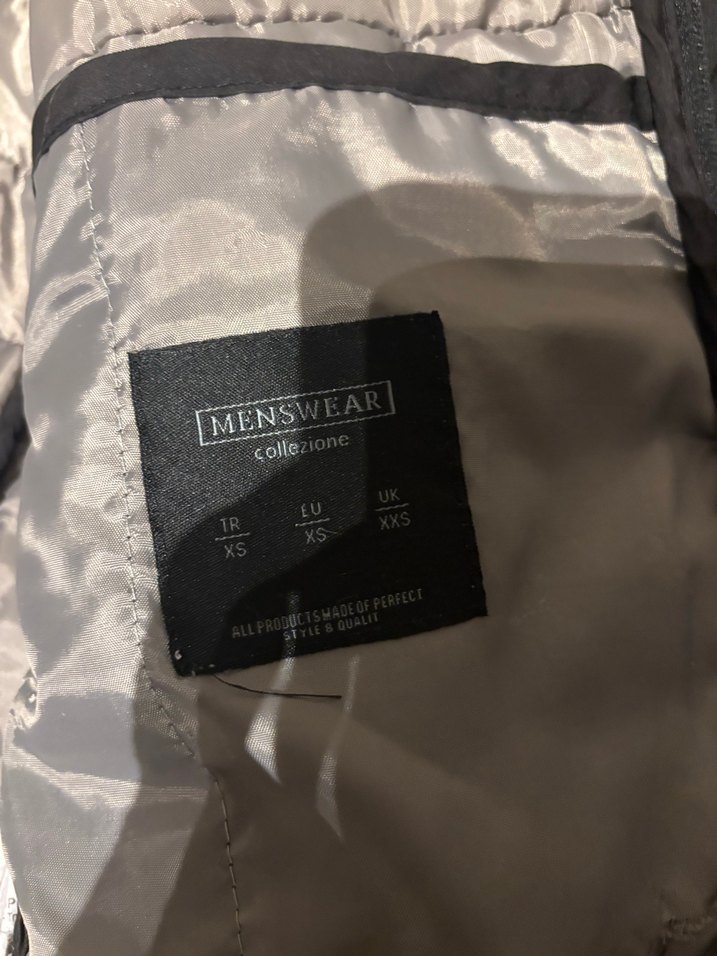 MENSWEAR
collezione
TR EU UK
XS XS XXS
ALL PRODUCTS MADE OF PERFECT
STYLE & QUALIT